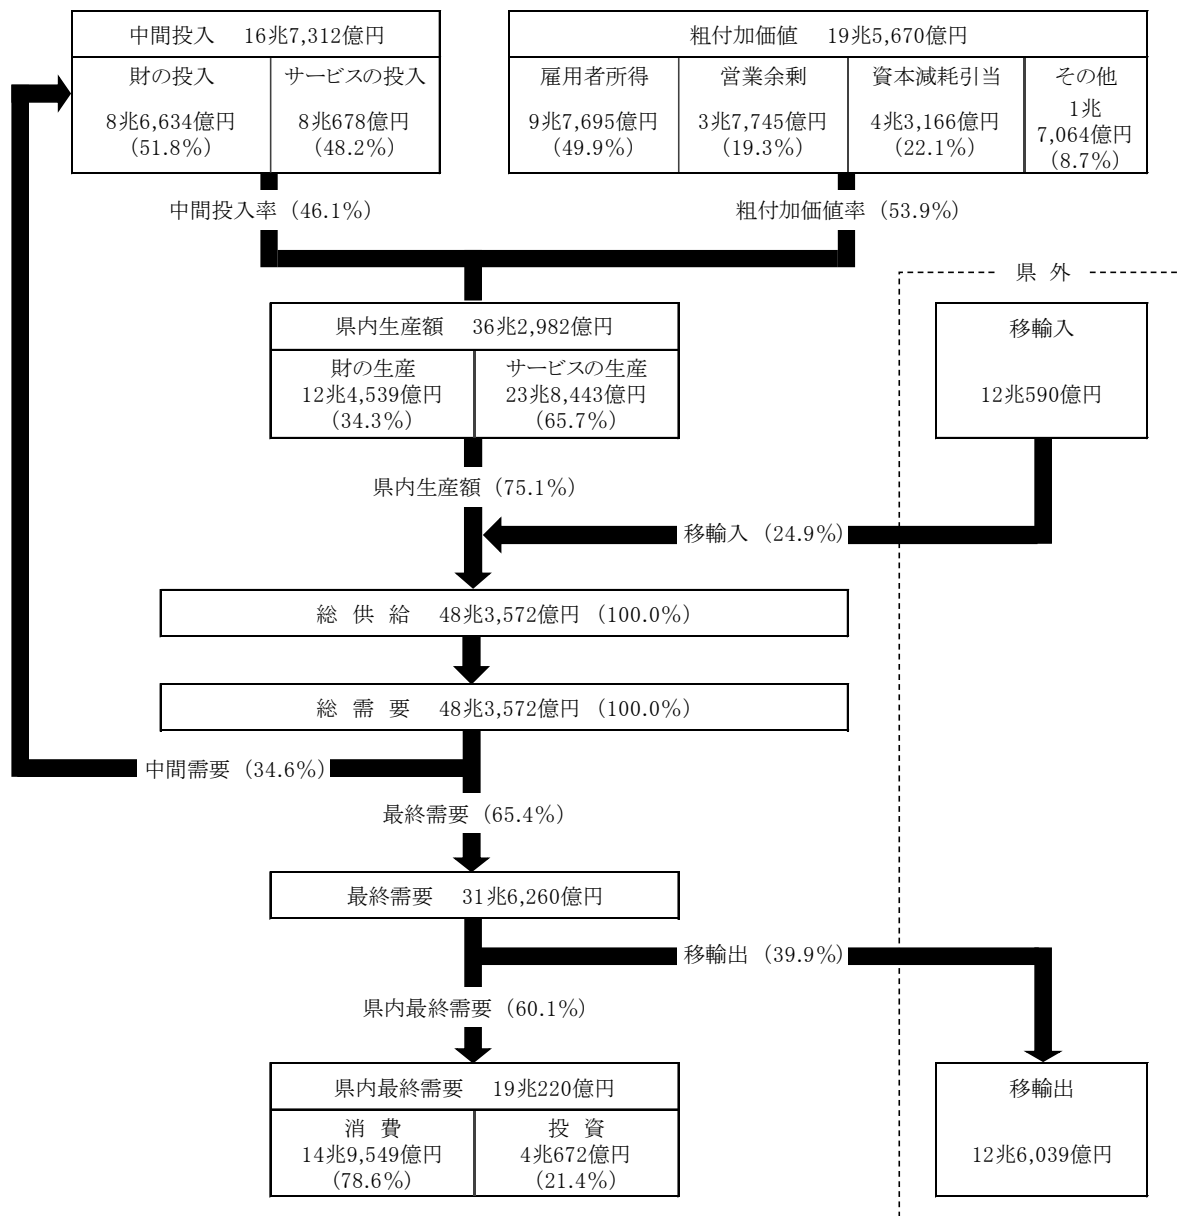 中間投入 16兆7,312億円
財の投入
8兆6,634億円
(51.8%)
サービスの投入
8兆678億円
(48.2%)
粗付加価値 19兆5,670億円
雇用者所得
9兆7,695億円
(49.9%)
営業余剰
3兆7,745億円
(19.3%)
資本減耗引当
4兆3,166億円
(22.1%)
その他
1兆
7,064億円
(8.7%)
中間投入率 (46.1%)
粗付加価値率 (53.9%)
県 外
県内生産額 36兆2,982億円
財の生産
12兆4,539億円
(34.3%)
サービスの生産
23兆8,443億円
(65.7%)
移輸入
12兆590億円
県内生産額 (75.1%)
移輸入 (24.9%)
総 供 給 48兆3,572億円 (100.0%)
総 需 要 48兆3,572億円 (100.0%)
中間需要 (34.6%)
最終需要 (65.4%)
最終需要 31兆6,260億円
移輸出 (39.9%)
県内最終需要 (60.1%)
県内最終需要 19兆220億円
消 費
14兆9,549億円
(78.6%)
投 資
4兆672億円
(21.4%)
移輸出
12兆6,039億円